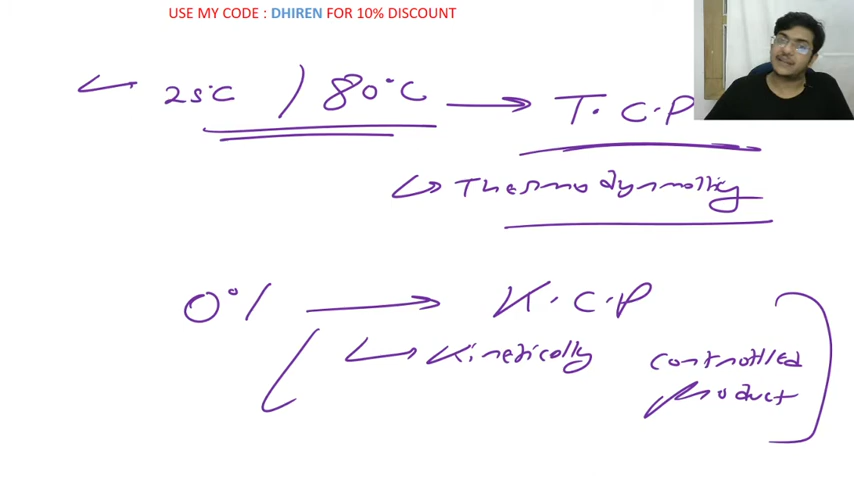 USE MY CODE : DHIREN FOR 10% DISCOUNT
25°C / 80°C → T.C.P
↳ Thermodynamically
0°/ → K.C.P
↳ Kinetically controlled
product